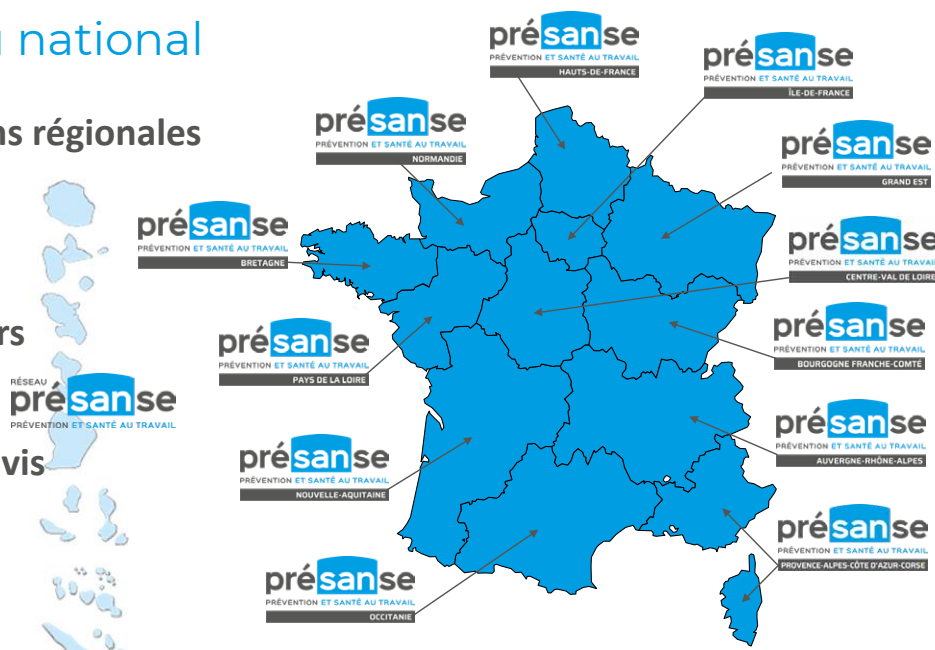 national
régionales
RÉSEAU
présanse
PRÉVENTION ET SANTÉ AU TRAVAIL
présanse
PRÉVENTION ET SANTÉ AU TRAVAIL
HAUTS-DE-FRANCE
présanse
PRÉVENTION ET SANTÉ AU TRAVAIL
ÎLE-DE-FRANCE
présanse
PRÉVENTION ET SANTÉ AU TRAVAIL
NORMANDIE
présanse
PRÉVENTION ET SANTÉ AU TRAVAIL
GRAND EST
présanse
PRÉVENTION ET SANTÉ AU TRAVAIL
BRETAGNE
présanse
PRÉVENTION ET SANTÉ AU TRAVAIL
CENTRE-VAL DE LOIRE
présanse
PRÉVENTION ET SANTÉ AU TRAVAIL
PAYS DE LA LOIRE
présanse
PRÉVENTION ET SANTÉ AU TRAVAIL
BOURGOGNE FRANCHE-COMTÉ
présanse
PRÉVENTION ET SANTÉ AU TRAVAIL
AUVERGNE-RHÔNE-ALPES
présanse
PRÉVENTION ET SANTÉ AU TRAVAIL
NOUVELLE-AQUITAINE
présanse
PRÉVENTION ET SANTÉ AU TRAVAIL
PROVENCE-ALPES-CÔTE D'AZUR-CORSE
présanse
PRÉVENTION ET SANTÉ AU TRAVAIL
OCCITANIE